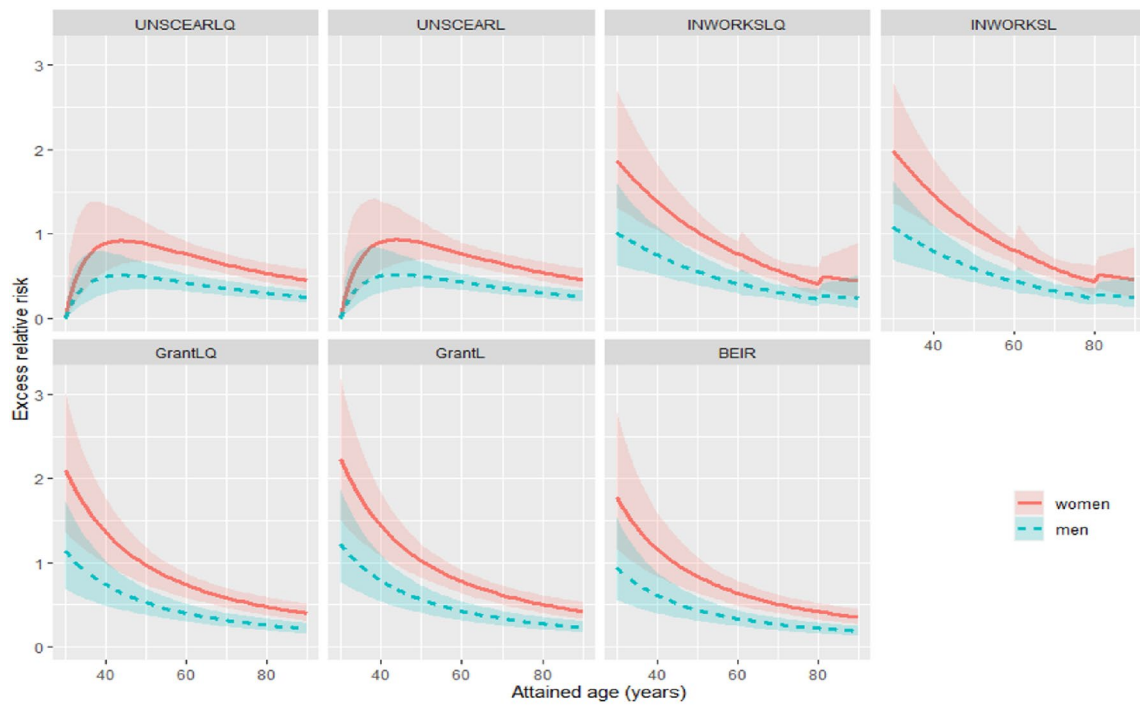 UNSCEARLQ UNSCEARL INWORKSLQ INWORKSL
3
2
1
0
40 60 80
GrantLQ GrantL BEIR
3
2
1
0
40 60 80 40 60 80 40 60 80
Excess relative risk
Attained age (years)
women
men